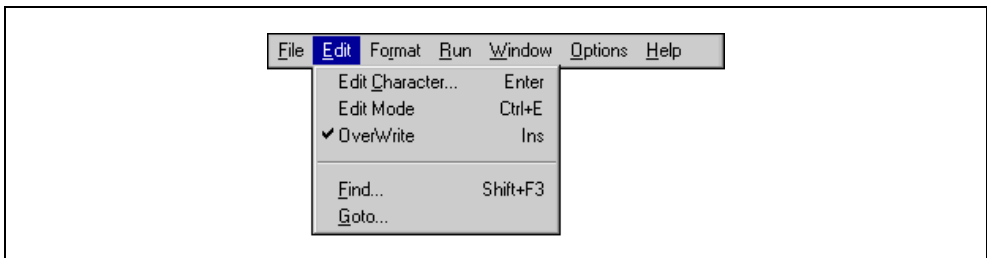 File Edit Format Run Window Options Help
Edit Character... Enter
Edit Mode Ctrl+E
OverWrite Ins
Find... Shift+F3
Goto...